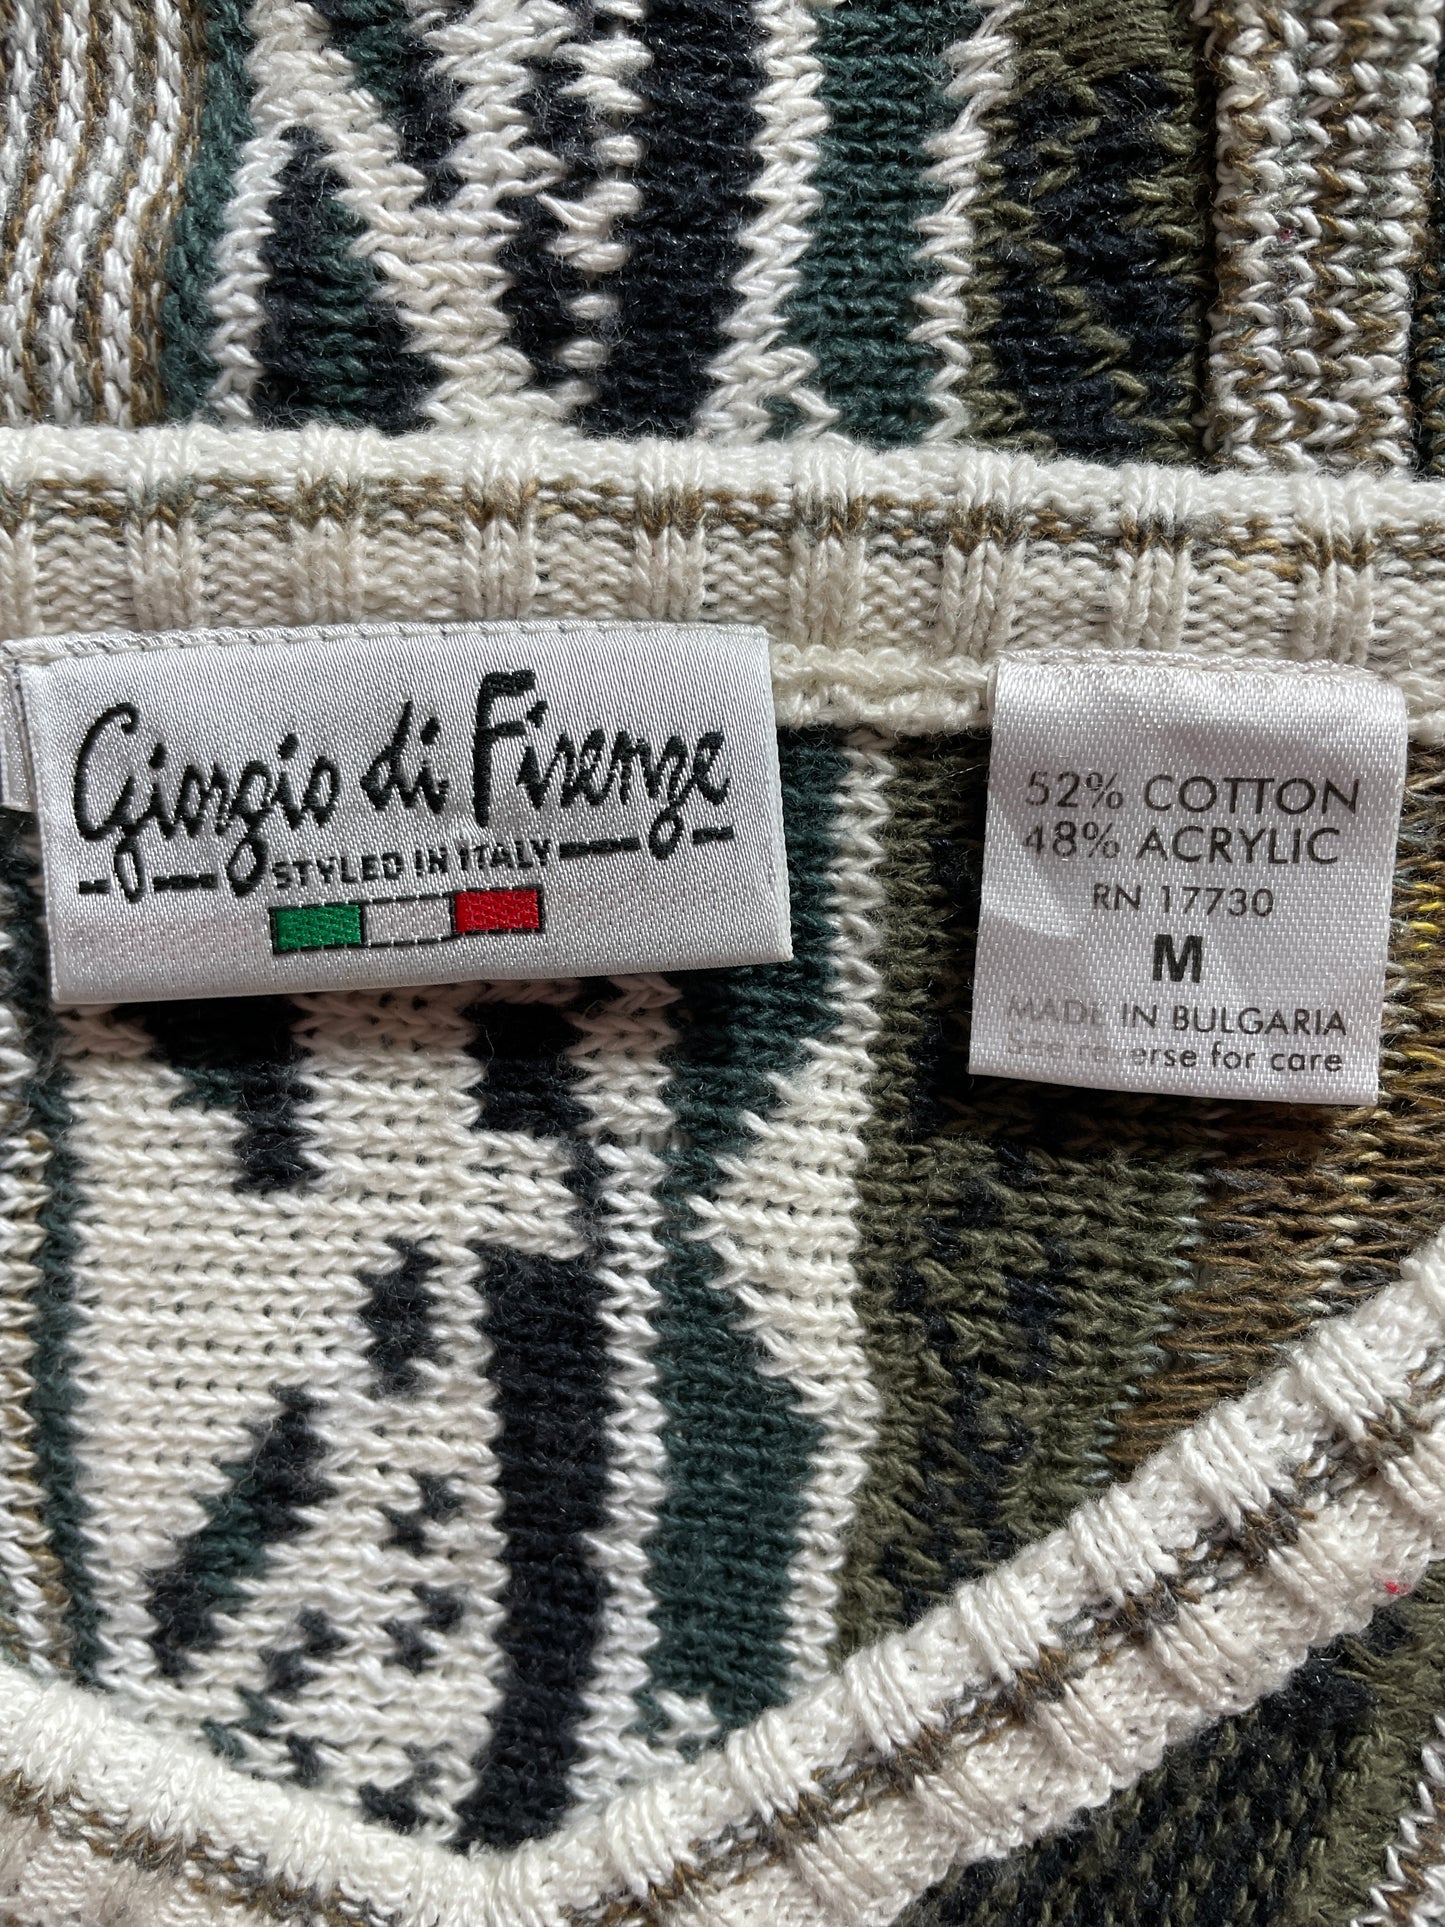 Giorgio di Firenze
STYLED IN ITALY
52% COTTON
48% ACRYLIC
RN 17730
M
MADE IN BULGARIA
See reverse for care